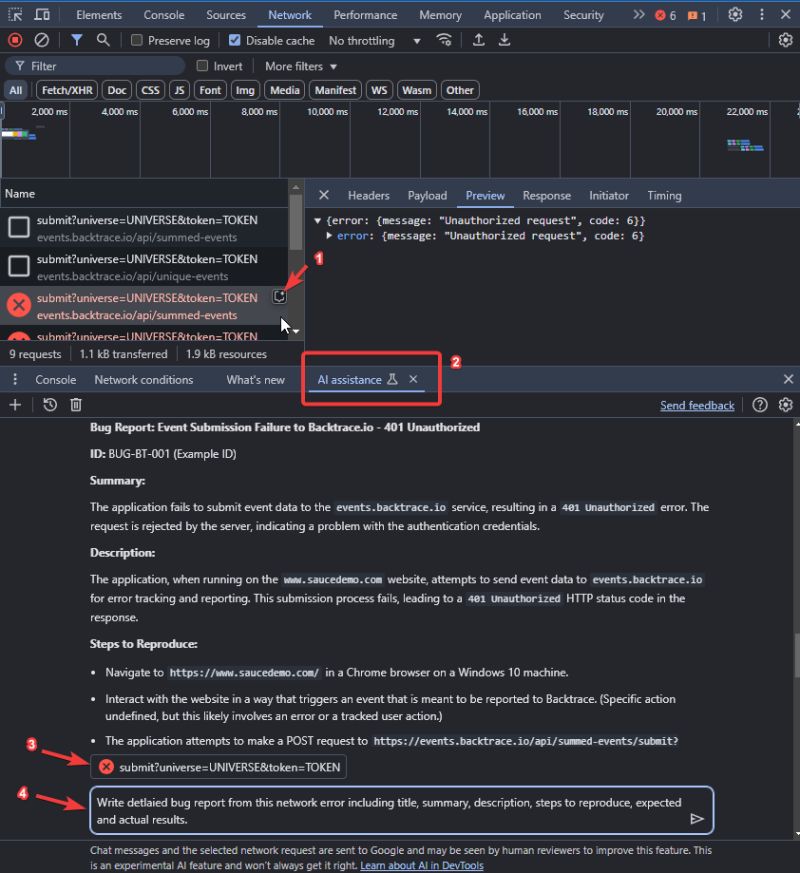 Elements Console Sources Network Performance Memory Application Security 6 1
Preserve log Disable cache No throttling
Filter Invert More filters
All Fetch/XHR Doc CSS JS Font Img Media Manifest WS Wasm Other
2,000 ms 4,000 ms 6,000 ms 8,000 ms 10,000 ms 12,000 ms 14,000 ms 16,000 ms 18,000 ms 20,000 ms 22,000 ms
Name
Headers Payload Preview Response Initiator Timing
submit?universe=UNIVERSE&token=TOKEN
events.backtrace.io/api/summed-events
submit?universe=UNIVERSE&token=TOKEN
events.backtrace.io/api/unique-events
submit?universe=UNIVERSE&token=TOKEN
events.backtrace.io/api/summed-events
submit?universe=UNIVERSE&token=TOKEN
{error: {message: "Unauthorized request", code: 6}}
error: {message: "Unauthorized request", code: 6}
1
9 requests 1.1 kB transferred 1.9 kB resources
2
Console Network conditions What's new AI assistance
Send feedback
Bug Report: Event Submission Failure to Backtrace.io - 401 Unauthorized
ID: BUG-BT-001 (Example ID)
Summary:
The application fails to submit event data to the events.backtrace.io service, resulting in a 401 Unauthorized error. The
request is rejected by the server, indicating a problem with the authentication credentials.
Description:
The application, when running on the www.saucedemo.com website, attempts to send event data to events.backtrace.io
for error tracking and reporting. This submission process fails, leading to a 401 Unauthorized HTTP status code in the
response.
Steps to Reproduce:
• Navigate to https://www.saucedemo.com/ in a Chrome browser on a Windows 10 machine.
• Interact with the website in a way that triggers an event that is meant to be reported to Backtrace. (Specific action
undefined, but this likely involves an error or a tracked user action.)
• The application attempts to make a POST request to https://events.backtrace.io/api/summed-events/submit?
3
submit?universe=UNIVERSE&token=TOKEN
4
Write detlaied bug report from this network error including title, summary, description, steps to reproduce, expected
and actual results.
Chat messages and the selected network request are sent to Google and may be seen by human reviewers to improve this feature. This
is an experimental AI feature and won't always get it right. Learn about AI in DevTools